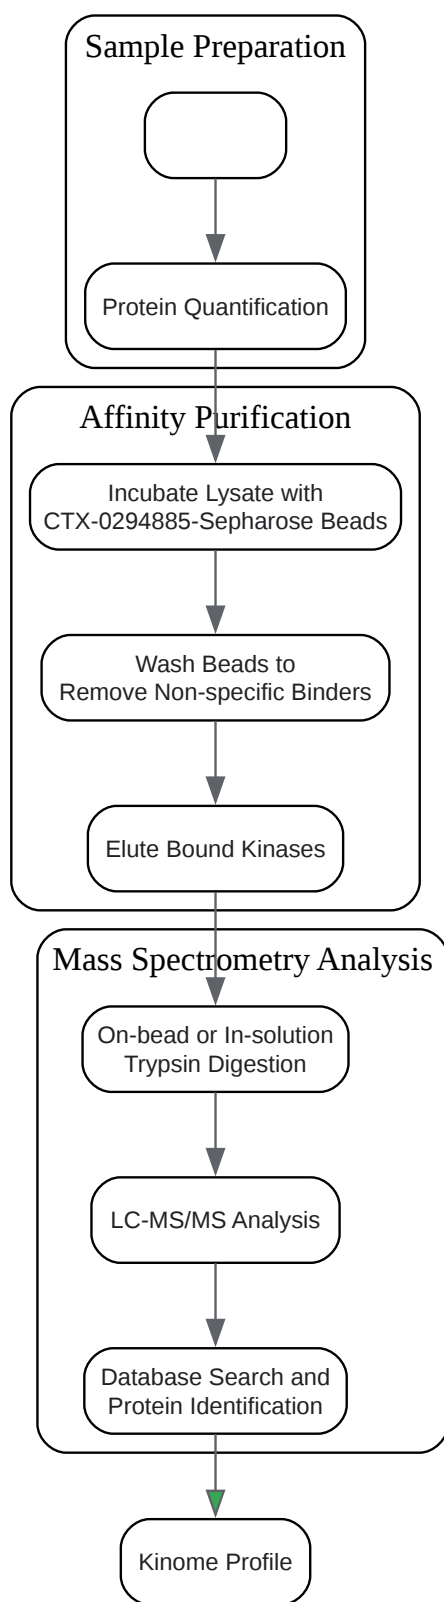 Sample Preparation
Protein Quantification
Affinity Purification
Incubate Lysate with
CTX-0294885-Sepharose Beads
Wash Beads to
Remove Non-specific Binders
Elute Bound Kinases
Mass Spectrometry Analysis
On-bead or In-solution
Trypsin Digestion
LC-MS/MS Analysis
Database Search and
Protein Identification
Kinome Profile